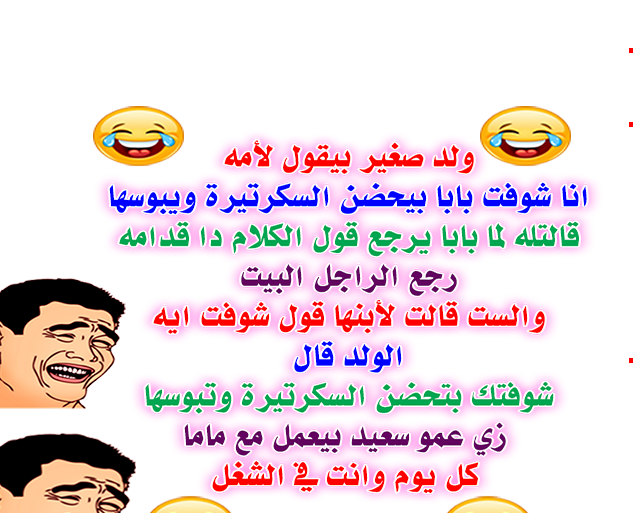 ولد صغير بيقول لأمه
انا شوفت بابا بيحضن السكرتيرة ويبوسها
قالتله لما بابا يرجع قول الكلام دا قدامه
رجع الراجل البيت
والست قالت لأبنها قول شوفت ايه
الولد قال
شوفتك بتحضن السكرتيرة وتبوسها
زي عمو سعيد بيعمل مع ماما
كل يوم وانت في الشغل